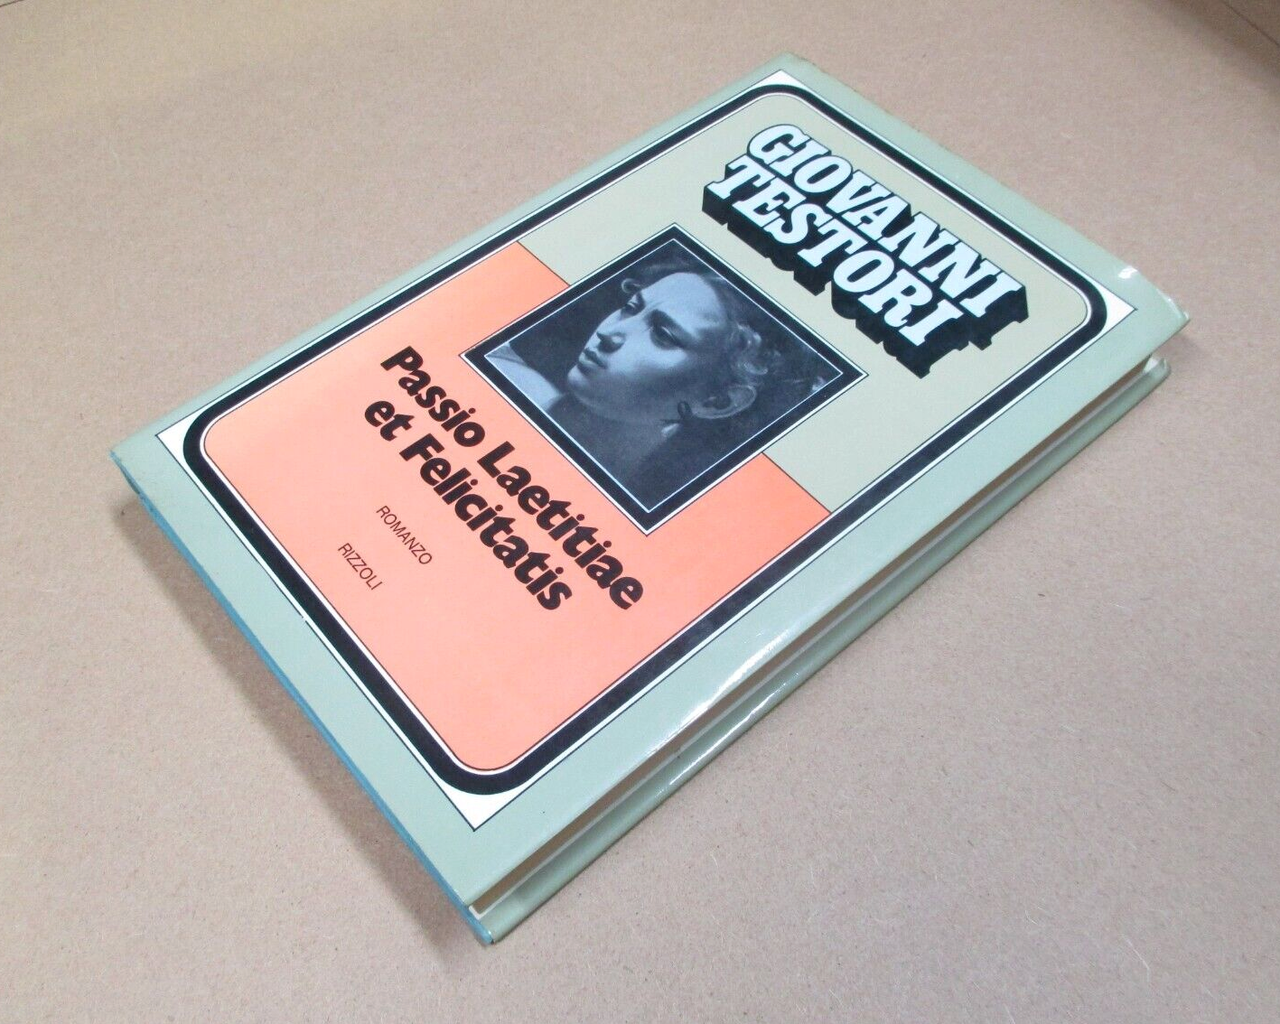 GIOVANNI
TESTORI
Passio Laetitiae
et Felicitatis
ROMANZO
RIZZOLI